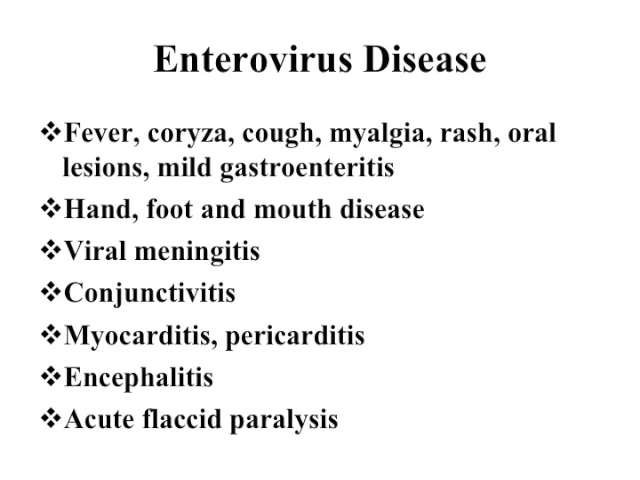 Enterovirus Disease
❖Fever, coryza, cough, myalgia, rash, oral
lesions, mild gastroenteritis
❖Hand, foot and mouth disease
❖Viral meningitis
❖Conjunctivitis
❖Myocarditis, pericarditis
❖Encephalitis
❖Acute flaccid paralysis